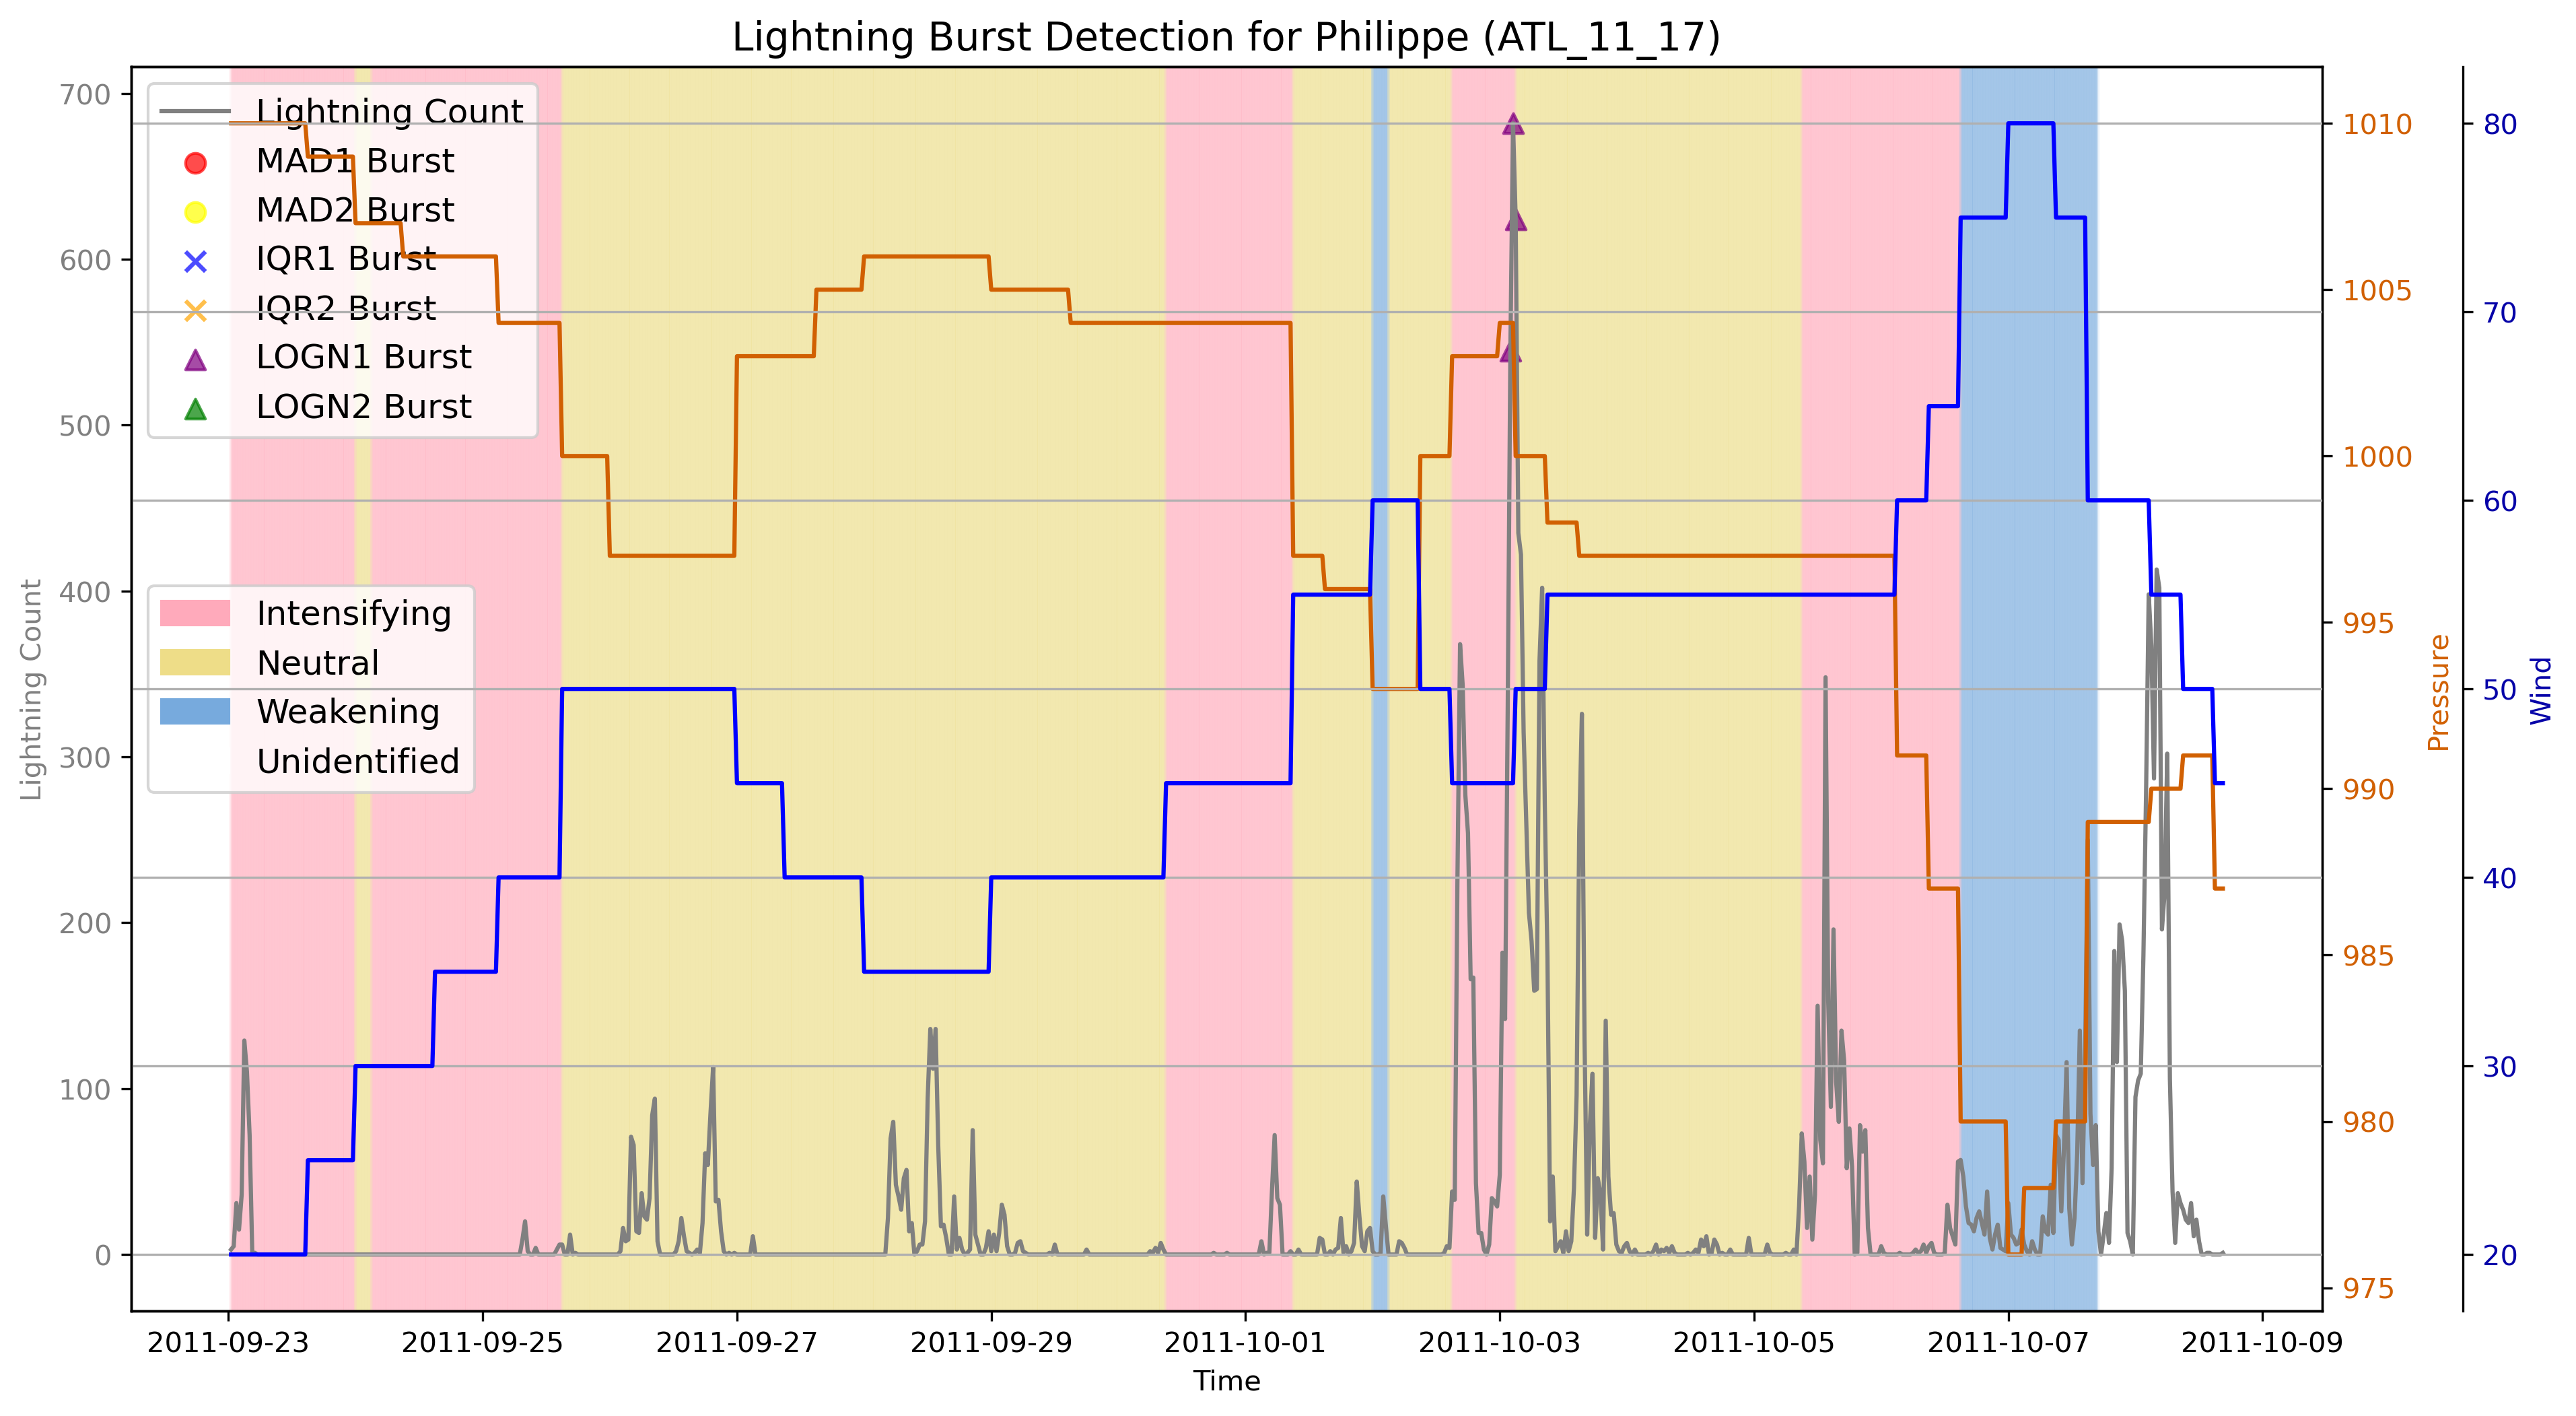 Lightning Burst Detection for Philippe (ATL_11_17)
Lightning Count
MAD1 Burst
MAD2 Burst
IQR1 Burst
IQR2 Burst
LOGN1 Burst
LOGN2 Burst
Intensifying
Neutral
Weakening
Unidentified
Lightning Count
700
600
500
400
300
200
100
0
1010
1005
1000
995
990
985
980
975
Pressure
80
70
60
50
40
30
20
Wind
2011-09-23 2011-09-25 2011-09-27 2011-09-29 2011-10-01 2011-10-03 2011-10-05 2011-10-07 2011-10-09
Time